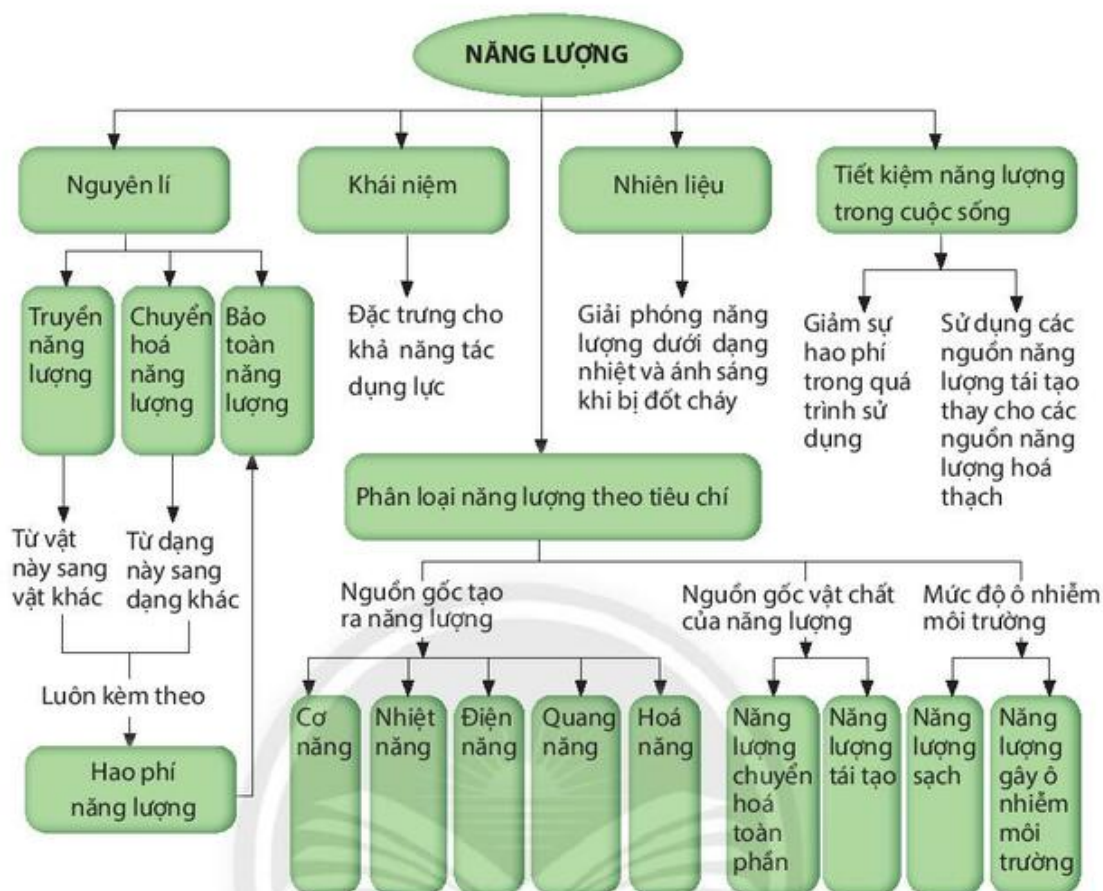 NĂNG LƯỢNG
Nguyên lí
Khái niệm
Nhiên liệu
Tiết kiệm năng lượng
trong cuộc sống
Truyền
năng
lượng
Chuyển
hoá
năng
lượng
Bảo
toàn
năng
lượng
Đặc trưng cho
khả năng tác
dụng lực
Giải phóng năng
lượng dưới dạng
nhiệt và ánh sáng
khi bị đốt cháy
Giảm sự
hao phí
trong quá
trình sử
dụng
Sử dụng các
nguồn năng
lượng tái tạo
thay cho các
nguồn năng
lượng hoá
thạch
Từ vật
này sang
vật khác
Từ dạng
này sang
dạng khác
Luôn kèm theo
Hao phí
năng lượng
Phân loại năng lượng theo tiêu chí
Nguồn gốc tạo
ra năng lượng
Nguồn gốc vật chất
của năng lượng
Mức độ ô nhiễm
môi trường
Cơ
năng
Nhiệt
năng
Điện
năng
Quang
năng
Hoá
năng
Năng
lượng
chuyển
hoá
toàn
phần
Năng
lượng
tái tạo
Năng
lượng
sạch
Năng
lượng
gây ô
nhiễm
môi
trường